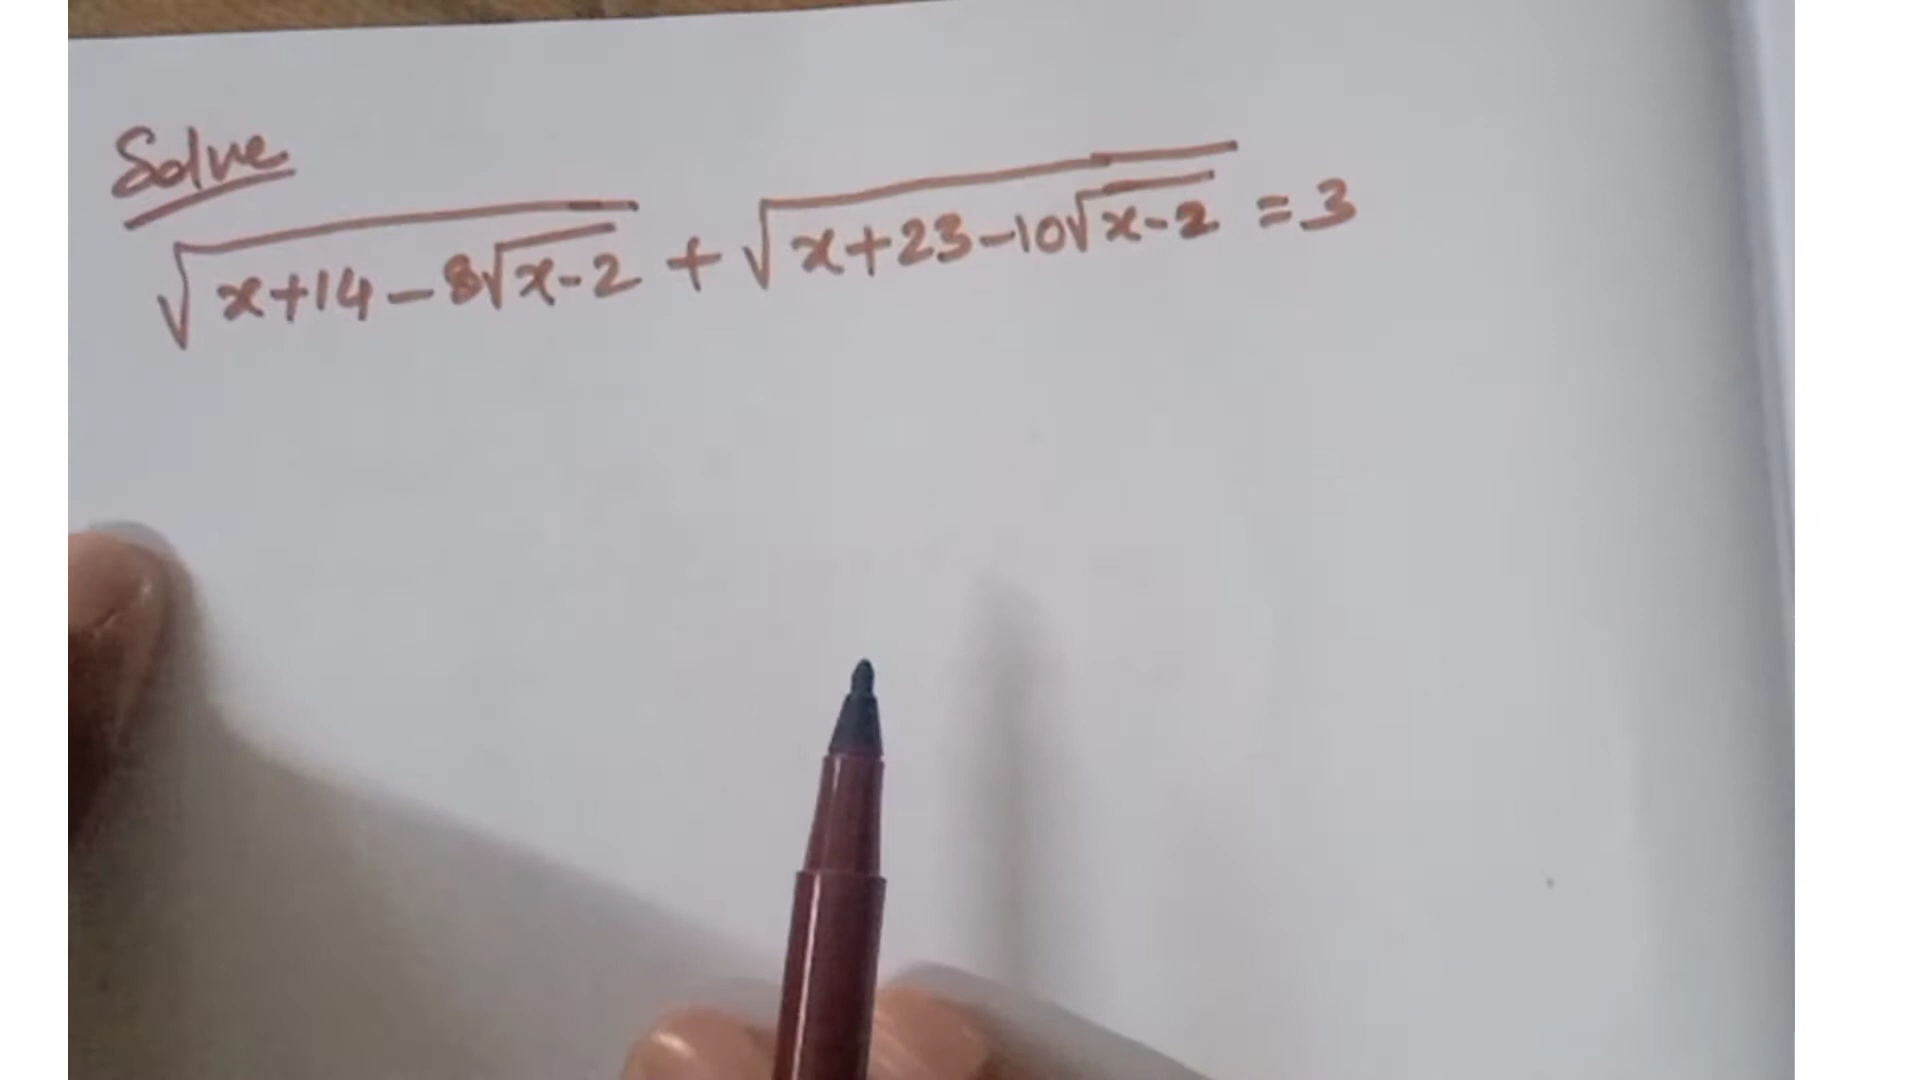 Solve
√(x+14-8√(x-2)) + √(x+23-10√(x-2)) = 3